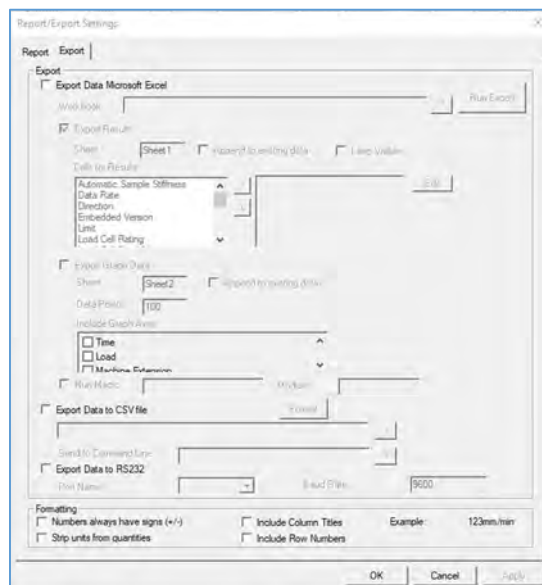 Report/Export Settings
Report Export
Export
Export Data Microsoft Excel
Work book
Run Excel
Export Results
Sheet Sheet1 Append to existing data Keep Values
Cells for Results
Automatic Sample Stiffness
Data Rate
Direction
Embedded Version
Limit
Load Cell Rating
Edit
Export Graph Data
Sheet Sheet2 Append to existing data
Data Points 100
Include Graph Axes
Time
Load
Machine Extension
Run Macro
Export Data to CSV file Format
Send to Command Line
Export Data to RS232
Port Name Baud Rate 9600
Formatting
Numbers always have signs (+/-) Include Column Titles Example: 123mm/min
Strip units from quantities Include Row Numbers
OK Cancel Apply